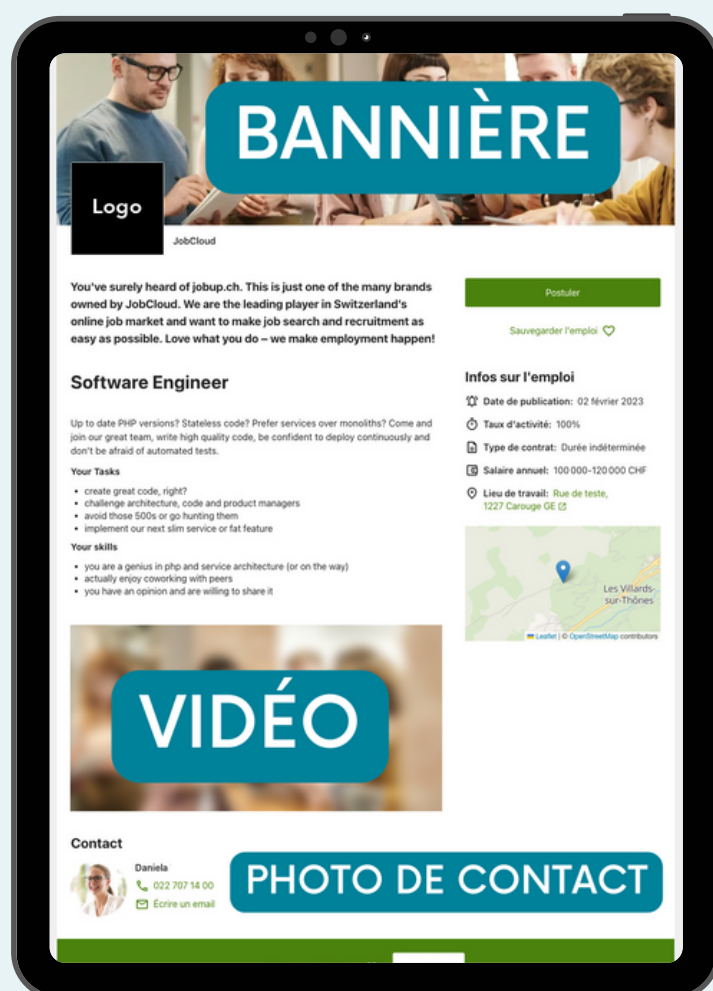 BANNIÈRE
Logo
JobCloud
You've surely heard of jobup.ch. This is just one of the many brands
owned by JobCloud. We are the leading player in Switzerland's
online job market and want to make job search and recruitment as
easy as possible. Love what you do – we make employment happen!
Software Engineer
Up to date PHP versions? Stateless code? Prefer services over monoliths? Come and
join our great team, write high quality code, be confident to deploy continuously and
don't be afraid of automated tests.
Your Tasks
• create great code, right?
• challenge architecture, code and product managers
• avoid those 500s or go hunting them
• implement our next slim service or fat feature
Your skills
• you are a genius in php and service architecture (or on the way)
• actually enjoy coworking with peers
• you have an opinion and are willing to share it
VIDÉO
Contact
Daniela
022 707 14 00
Écrire un email
PHOTO DE CONTACT
Postuler
Sauvegarder l'emploi
Infos sur l'emploi
Date de publication: 02 février 2023
Taux d'activité: 100%
Type de contrat: Durée indéterminée
Salaire annuel: 100 000-120 000 CHF
Lieu de travail: Rue de teste,
1227 Carouge GE
Les Villards-
sur-Thônes
Leaflet | © OpenStreetMap contributors